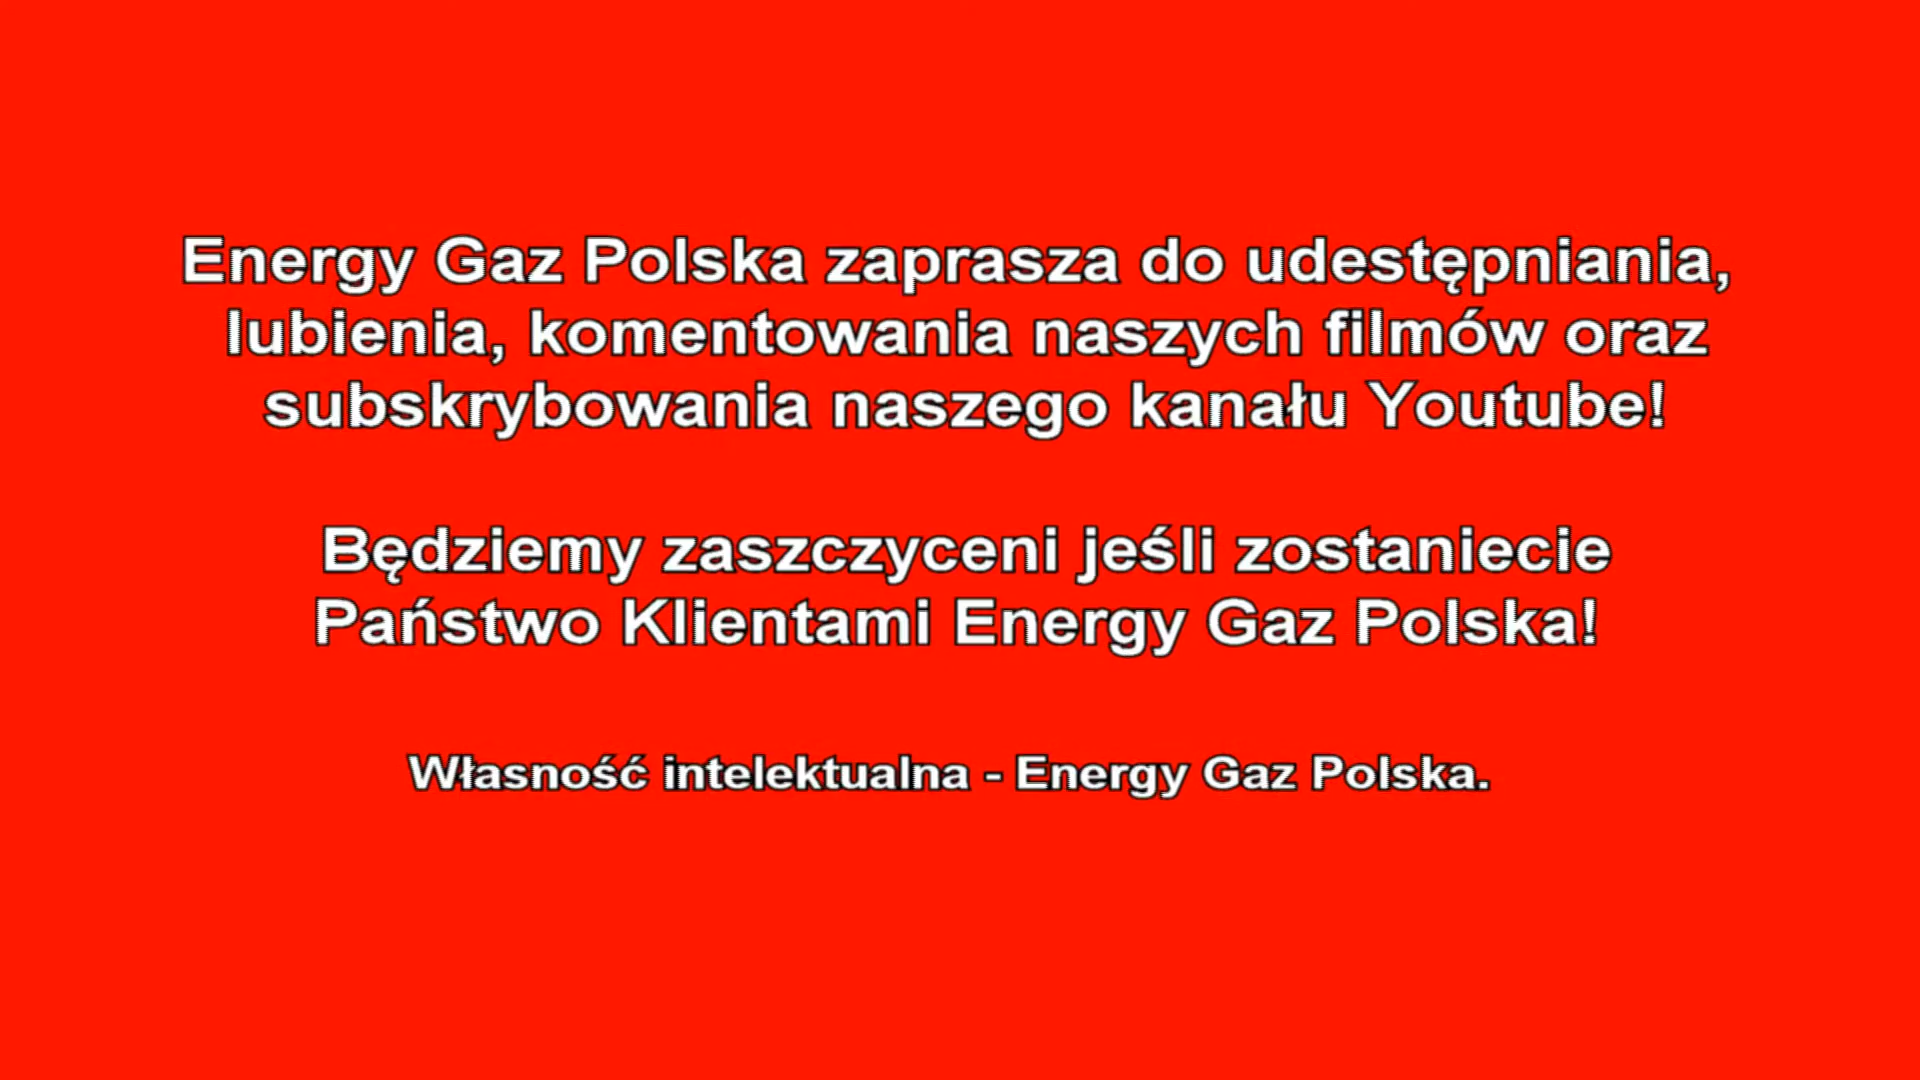 Energy Gaz Polska zaprasza do udestępniania,
lubienia, komentowania naszych filmów oraz
subskrybowania naszego kanału Youtube!
Będziemy zaszczyceni jeśli zostaniecie
Państwo Klientami Energy Gaz Polska!
Własność intelektualna - Energy Gaz Polska.